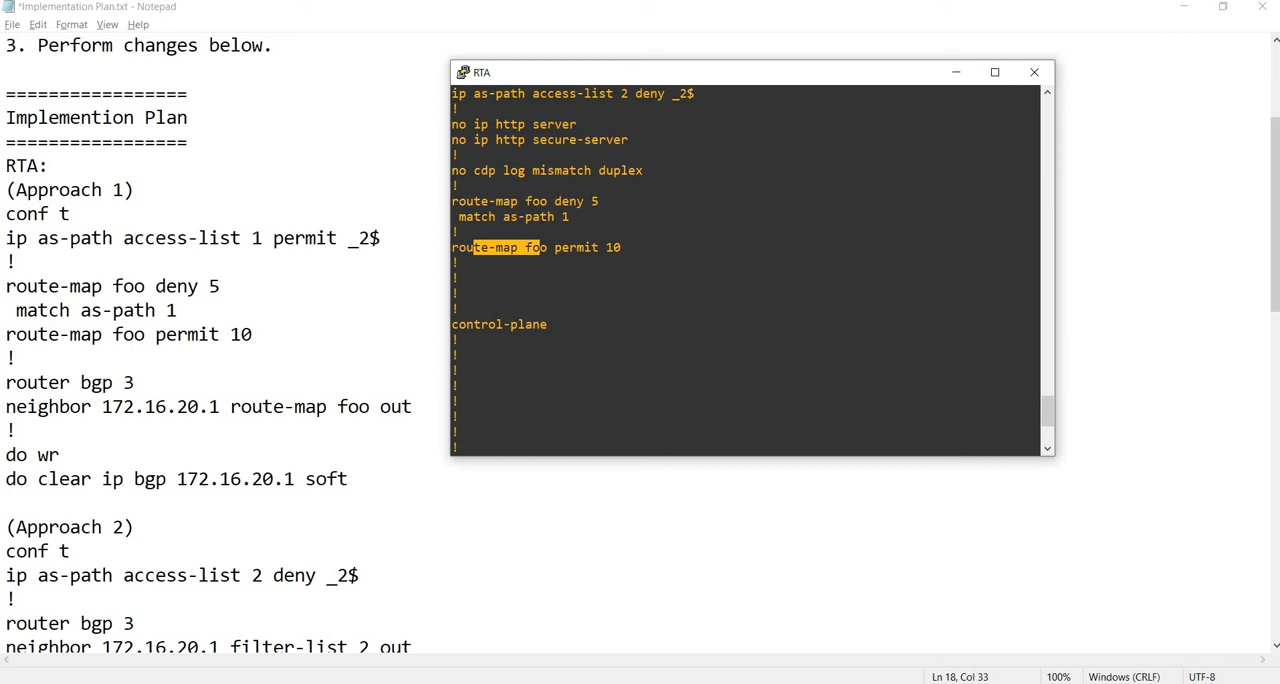 *Implementation Plan.txt - Notepad
File Edit Format View Help
3. Perform changes below.
=================
Implemention Plan
=================
RTA:
(Approach 1)
conf t
ip as-path access-list 1 permit _2$
!
route-map foo deny 5
match as-path 1
route-map foo permit 10
!
router bgp 3
neighbor 172.16.20.1 route-map foo out
!
do wr
do clear ip bgp 172.16.20.1 soft
(Approach 2)
conf t
ip as-path access-list 2 deny _2$
!
router bgp 3
neighbor 172.16.20.1 filter-list 2 out
RTA
ip as-path access-list 2 deny _2$
!
no ip http server
no ip http secure-server
!
no cdp log mismatch duplex
!
route-map foo deny 5
match as-path 1
!
route-map foo permit 10
!
!
!
!
control-plane
!
!
!
!
!
!
!
!
Ln 18, Col 33 100% Windows (CRLF) UTF-8